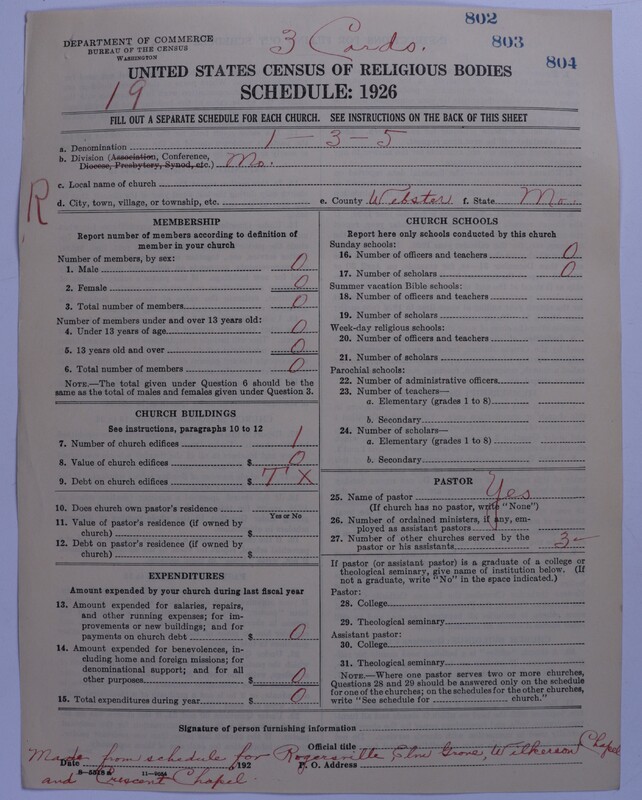 802
803
804
DEPARTMENT OF COMMERCE
BUREAU OF THE CENSUS
WASHINGTON
3 Cards.
UNITED STATES CENSUS OF RELIGIOUS BODIES
19
SCHEDULE: 1926
FILL OUT A SEPARATE SCHEDULE FOR EACH CHURCH. SEE INSTRUCTIONS ON THE BACK OF THIS SHEET
a. Denomination 1-3-5
b. Division (Association, Conference, Diocese, Presbytery, Synod, etc.) Mo.
c. Local name of church
R
d. City, town, village, or township, etc. e. County Webster f. State Mo.
MEMBERSHIP
Report number of members according to definition of
member in your church
Number of members, by sex:
1. Male 0
2. Female 0
3. Total number of members 0
Number of members under and over 13 years old:
4. Under 13 years of age 0
5. 13 years old and over 0
6. Total number of members 0
NOTE.—The total given under Question 6 should be the
same as the total of males and females given under Question 3.
CHURCH BUILDINGS
See instructions, paragraphs 10 to 12
7. Number of church edifices 1
8. Value of church edifices $ 0
9. Debt on church edifices $ T X
10. Does church own pastor's residence
Yes or No
11. Value of pastor's residence (if owned by
church) $
12. Debt on pastor's residence (if owned by
church) $
EXPENDITURES
Amount expended by your church during last fiscal year
13. Amount expended for salaries, repairs,
and other running expenses; for im-
provements or new buildings; and for
payments on church debt $ 0
14. Amount expended for benevolences, in-
cluding home and foreign missions; for
denominational support; and for all
other purposes $ 0
15. Total expenditures during year $ 0
CHURCH SCHOOLS
Report here only schools conducted by this church
Sunday schools:
16. Number of officers and teachers 0
17. Number of scholars 0
Summer vacation Bible schools:
18. Number of officers and teachers
19. Number of scholars
Week-day religious schools:
20. Number of officers and teachers
21. Number of scholars
Parochial schools:
22. Number of administrative officers
23. Number of teachers—
a. Elementary (grades 1 to 8)
b. Secondary
24. Number of scholars—
a. Elementary (grades 1 to 8)
b. Secondary
PASTOR
25. Name of pastor Yes
(If church has no pastor, write "None")
26. Number of ordained ministers, if any, em-
ployed as assistant pastors
27. Number of other churches served by the
pastor or his assistants 3-
If pastor (or assistant pastor) is a graduate of a college or
theological seminary, give name of institution below. (If
not a graduate, write "No" in the space indicated.)
Pastor:
28. College
29. Theological seminary
Assistant pastor:
30. College
31. Theological seminary
NOTE.—Where one pastor serves two or more churches,
Questions 28 and 29 should be answered only on the schedule
for one of the churches; on the schedules for the other churches,
write "See schedule for church."
Signature of person furnishing information
Official title
Made from schedule for Rogersville Elm Grove, Wilkerson Chapel
Date 192 P. O. Address
and Crescent Chapel.